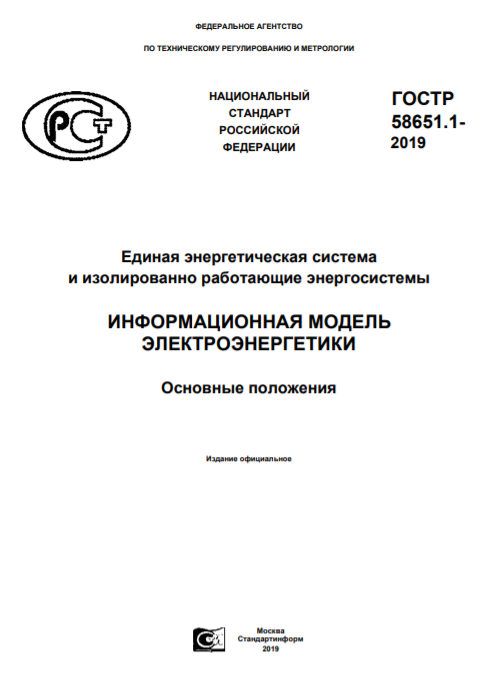 ФЕДЕРАЛЬНОЕ АГЕНТСТВО
ПО ТЕХНИЧЕСКОМУ РЕГУЛИРОВАНИЮ И МЕТРОЛОГИИ
НАЦИОНАЛЬНЫЙ
СТАНДАРТ
РОССИЙСКОЙ
ФЕДЕРАЦИИ
ГОСТР
58651.1-
2019
Единая энергетическая система
и изолированно работающие энергосистемы
ИНФОРМАЦИОННАЯ МОДЕЛЬ
ЭЛЕКТРОЭНЕРГЕТИКИ
Основные положения
Издание официальное
Москва
Стандартинформ
2019